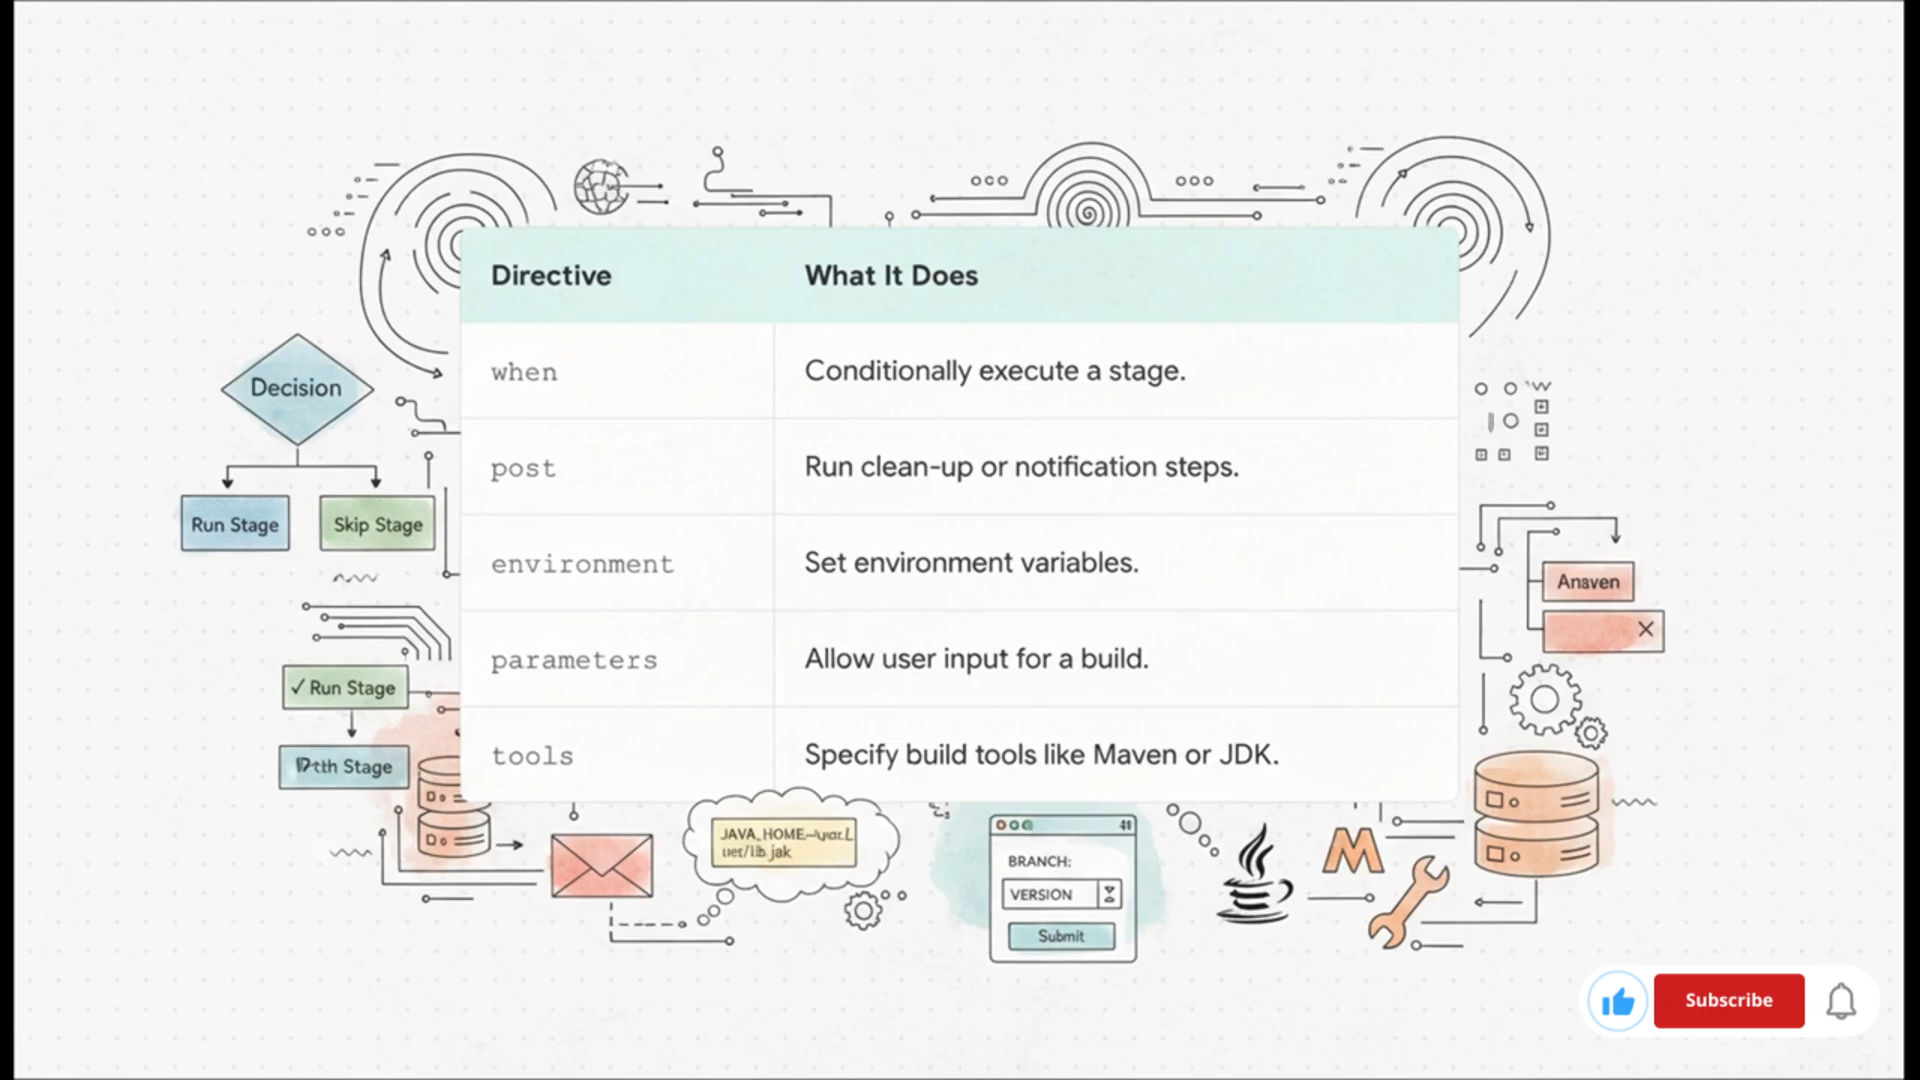 Directive What It Does
when Conditionally execute a stage.
post Run clean-up or notification steps.
environment Set environment variables.
parameters Allow user input for a build.
tools Specify build tools like Maven or JDK.
Decision
Run Stage Skip Stage
✓ Run Stage
Stage
Ansven
JAVA_HOME
BRANCH:
VERSION
Submit
M
Subscribe